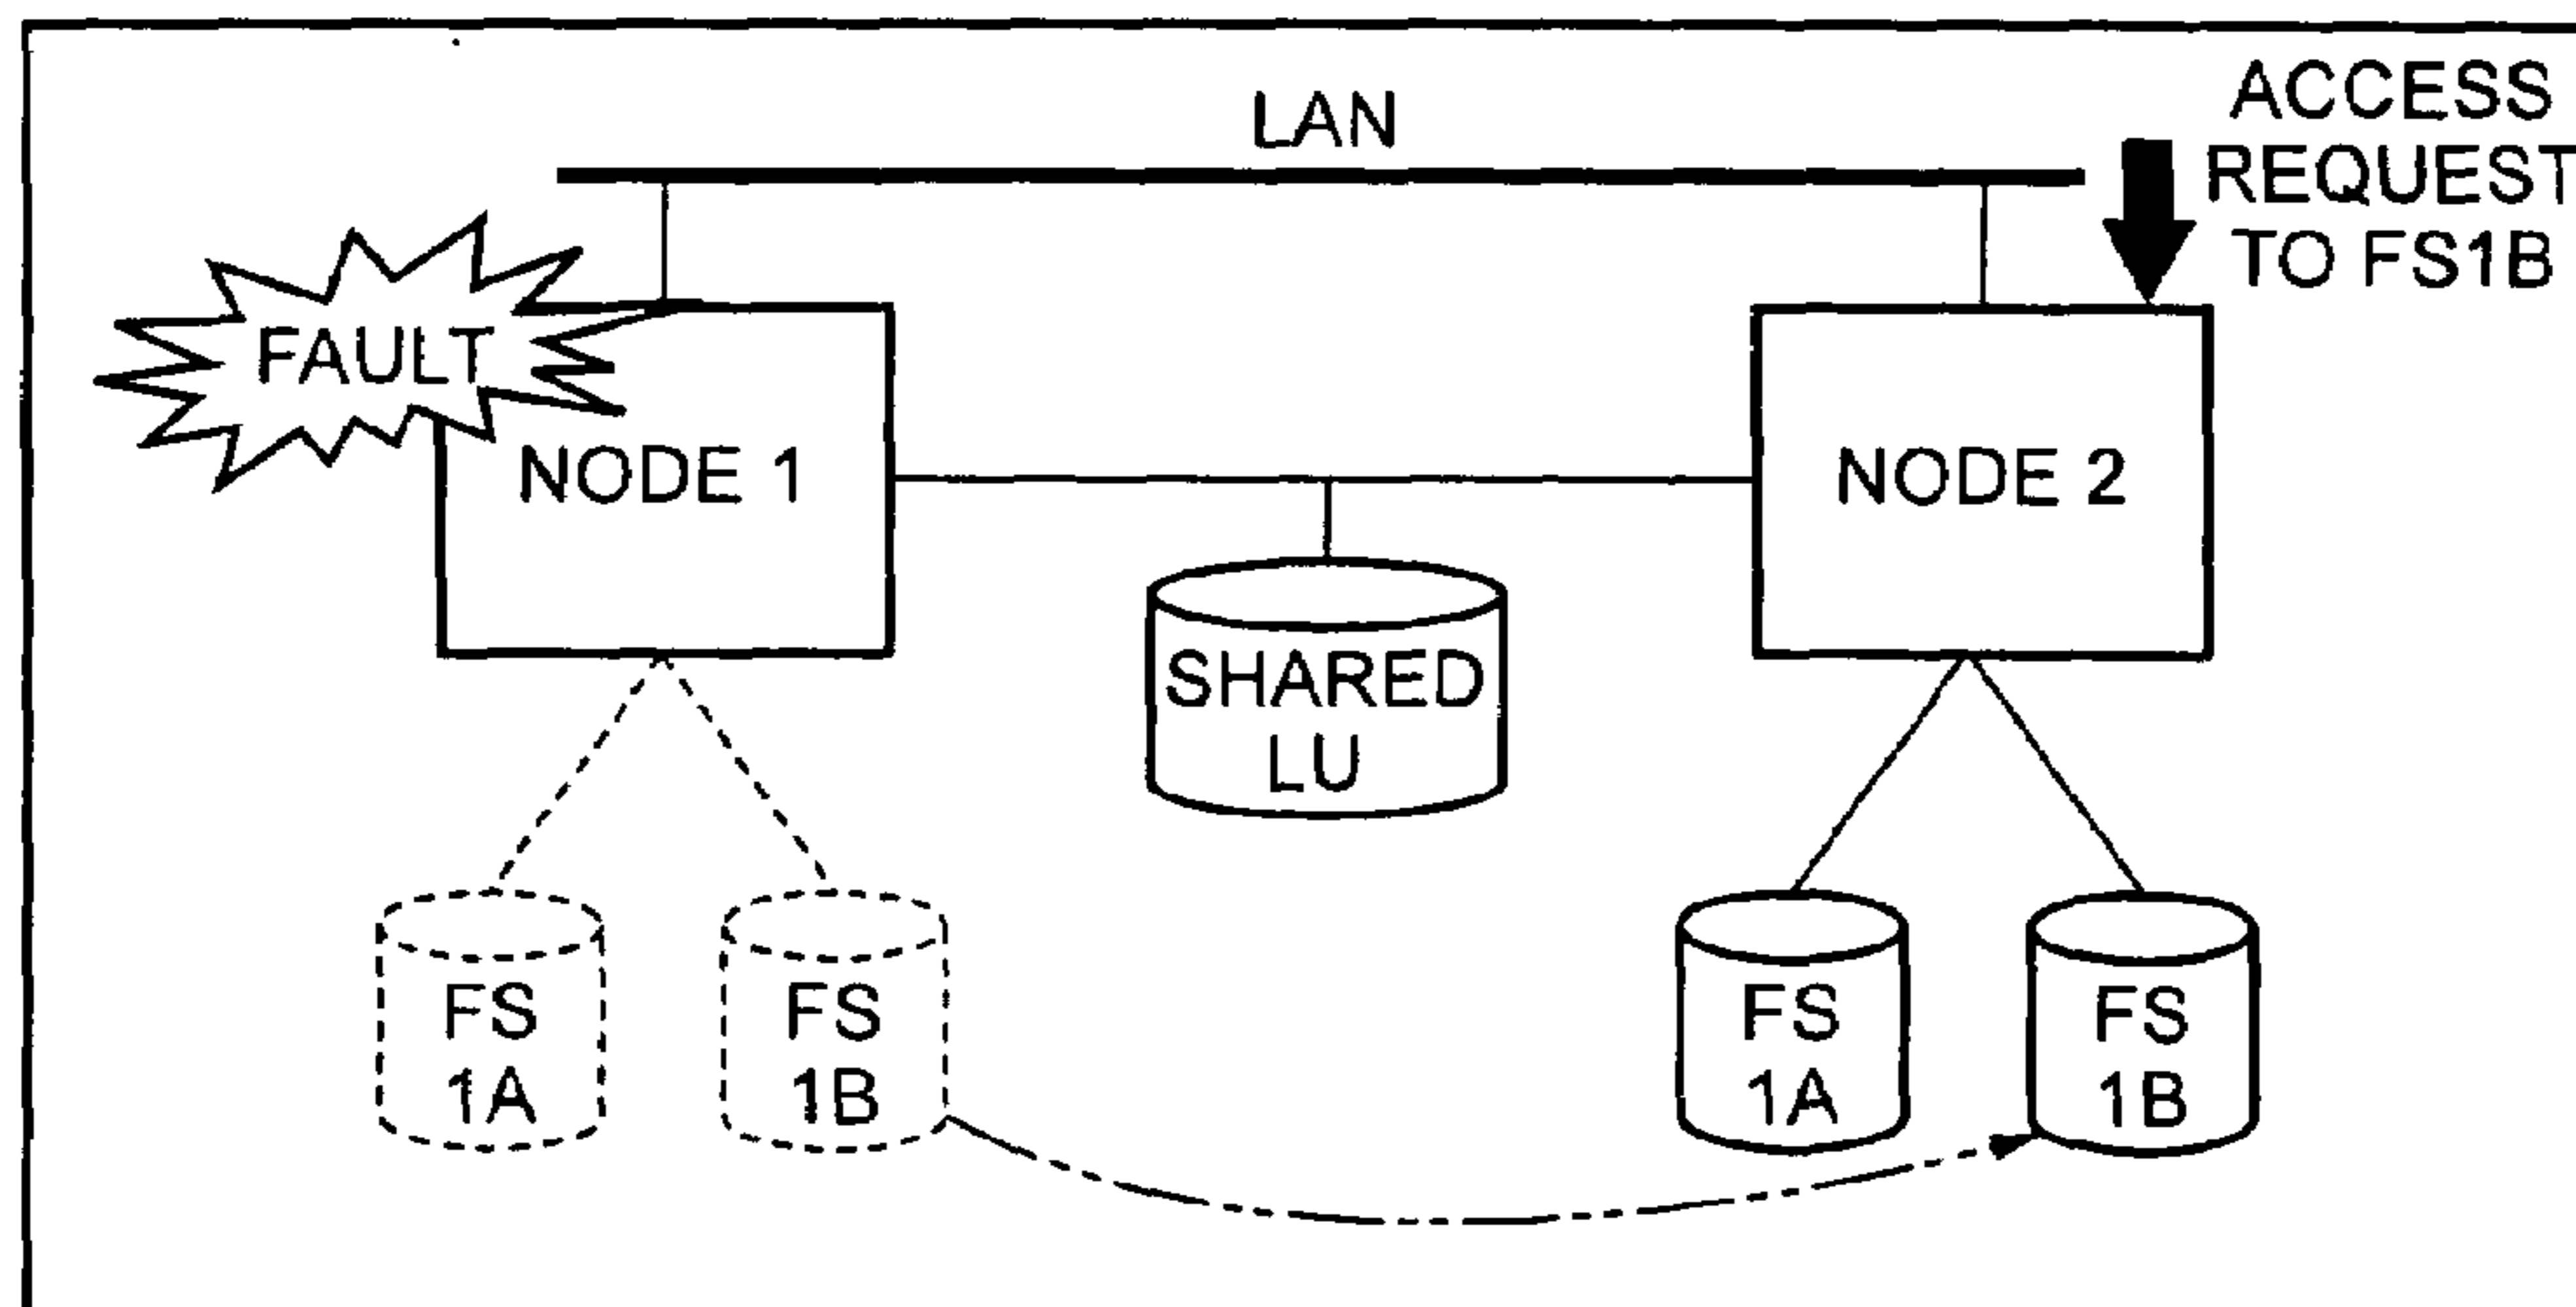 LAN
ACCESS
REQUEST
TO FS1B
FAULT
NODE 1
NODE 2
SHARED
LU
FS
1A
FS
1B
FS
1A
FS
1B